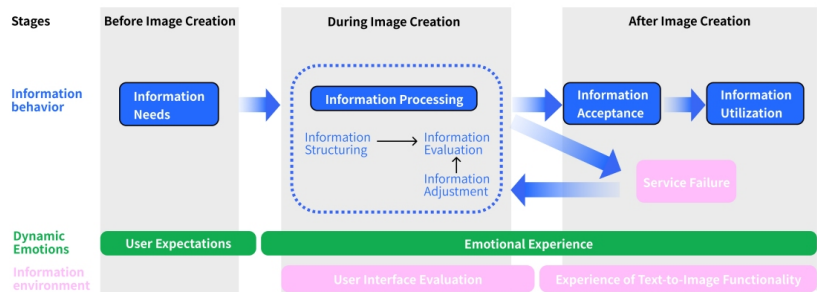 Stages
Before Image Creation
During Image Creation
After Image Creation
Information
behavior
Information
Needs
Information Processing
Information
Structuring
Information
Evaluation
Information
Adjustment
Information
Acceptance
Information
Utilization
Service Failure
Dynamic
Emotions
User Expectations
Emotional Experience
Information
environment
User Interface Evaluation
Experience of Text-to-Image Functionality